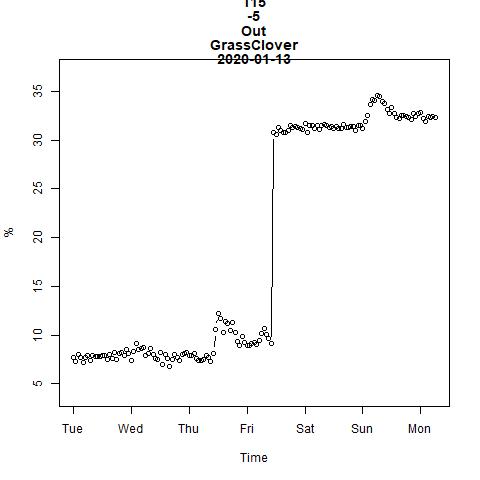 T15
-5
Out
GrassClover
2020-01-13
%
35
30
25
20
15
10
5
Tue
Wed
Thu
Fri
Sat
Sun
Mon
Time